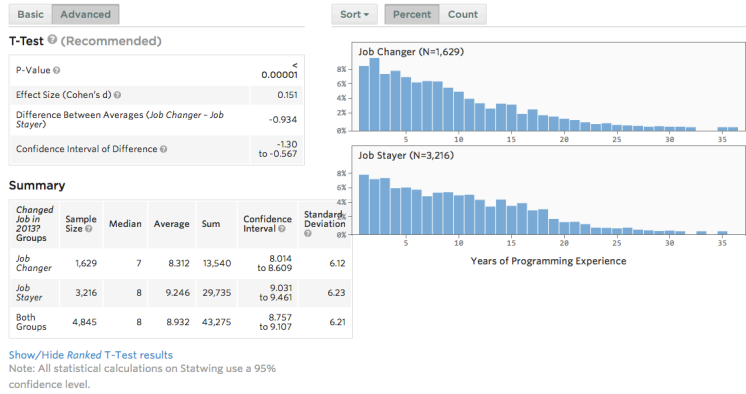 Basic Advanced
T-Test (Recommended)
P-Value
<
0.00001
Effect Size (Cohen's d) 0.151
Difference Between Averages (Job Changer - Job
Stayer)
-0.934
Confidence Interval of Difference
-1.30
to -0.567
Summary
Changed
Job in
2013?
Groups
Sample
Size
Median
Average
Sum
Confidence
Interval
Standard
Deviation
Job
Changer
1,629 7 8.312 13,540
8.014
to 8.609
6.12
Job
Stayer
3,216 8 9.246 29,735
9.031
to 9.461
6.23
Both
Groups
4,845 8 8.932 43,275
8.757
to 9.107
6.21
Show/Hide Ranked T-Test results
Note: All statistical calculations on Statwing use a 95%
confidence level.
Sort Percent Count
Job Changer (N=1,629)
8%
6%
4%
2%
0%
5 10 15 20 25 30 35
Job Stayer (N=3,216)
8%
6%
4%
2%
0%
5 10 15 20 25 30 35
Years of Programming Experience